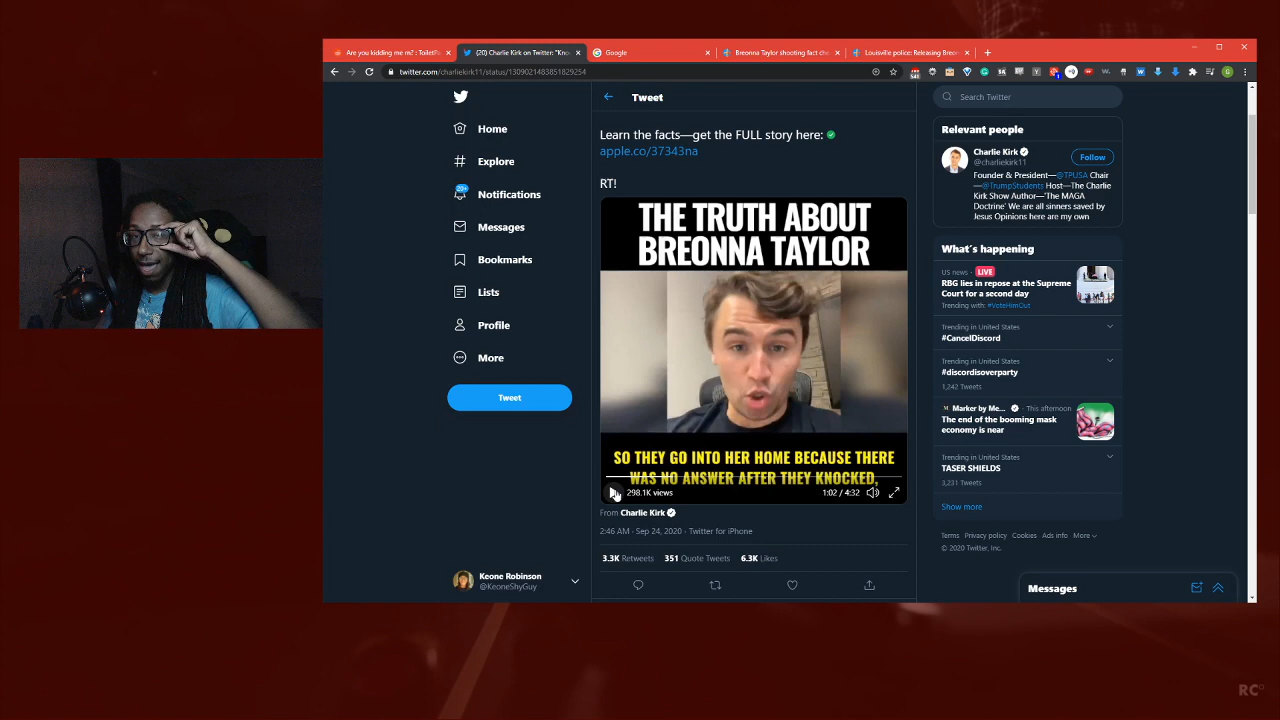 Are you kidding me rn? : ToiletPa
(20) Charlie Kirk on Twitter: "Kno
Google
Breonna Taylor shooting fact che
Louisville police: Releasing Breon
twitter.com/charliekirk11/status/1309021483851829254
Home
Explore
20+
Notifications
Messages
Bookmarks
Lists
Profile
More
Tweet
Keone Robinson
@KeoneShyGuy
Tweet
Learn the facts—get the FULL story here:
apple.co/37343na
RT!
THE TRUTH ABOUT
BREONNA TAYLOR
SO THEY GO INTO HER HOME BECAUSE THERE
WAS NO ANSWER AFTER THEY KNOCKED,
298.1K views
1:02 / 4:32
From Charlie Kirk
2:46 AM · Sep 24, 2020 · Twitter for iPhone
3.3K Retweets 351 Quote Tweets 6.3K Likes
Search Twitter
Relevant people
Charlie Kirk
@charliekirk11
Follow
Founder & President—@TPUSA Chair
—@TrumpStudents Host—The Charlie
Kirk Show Author—'The MAGA
Doctrine' We are all sinners saved by
Jesus Opinions here are my own
What's happening
US news · LIVE
RBG lies in repose at the Supreme
Court for a second day
Trending with: #VoteHimOut
Trending in United States
#CancelDiscord
Trending in United States
#discordisoverparty
1,242 Tweets
Marker by Me... · This afternoon
The end of the booming mask
economy is near
Trending in United States
TASER SHIELDS
3,231 Tweets
Show more
Terms Privacy policy Cookies Ads info More
© 2020 Twitter, Inc.
Messages
RC